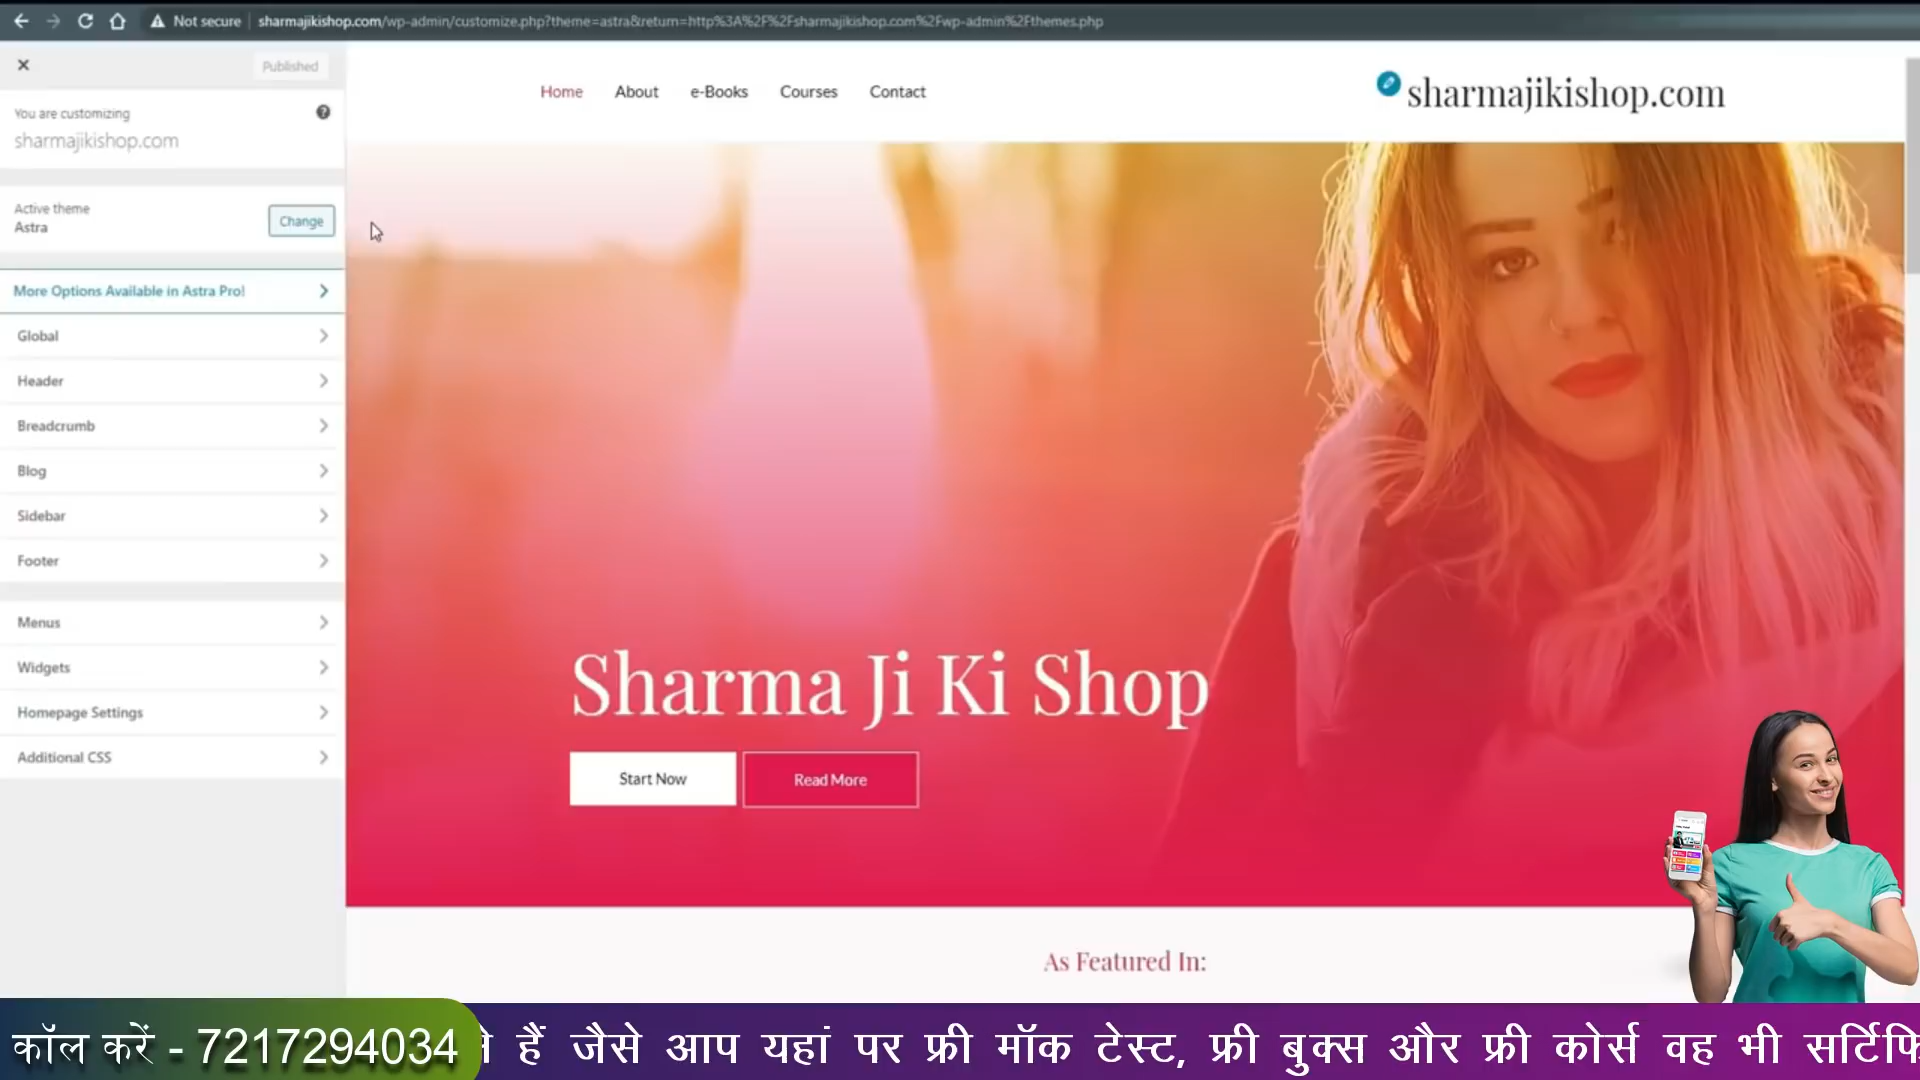 Not secure sharmajikishop.com/wp-admin/customize.php?theme=astra&return=http%3A%2F%2Fsharmajikishop.com%2Fwp-admin%2Fthemes.php
Published
You are customizing
sharmajikishop.com
Active theme
Astra
Change
More Options Available in Astra Pro!
Global
Header
Breadcrumb
Blog
Sidebar
Footer
Menus
Widgets
Homepage Settings
Additional CSS
Home About e-Books Courses Contact
sharmajikishop.com
Sharma Ji Ki Shop
Start Now Read More
As Featured In:
कॉल करें - 7217294034
हैं जैसे आप यहां पर फ्री मॉक टेस्ट, फ्री बुक्स और फ्री कोर्स वह भी